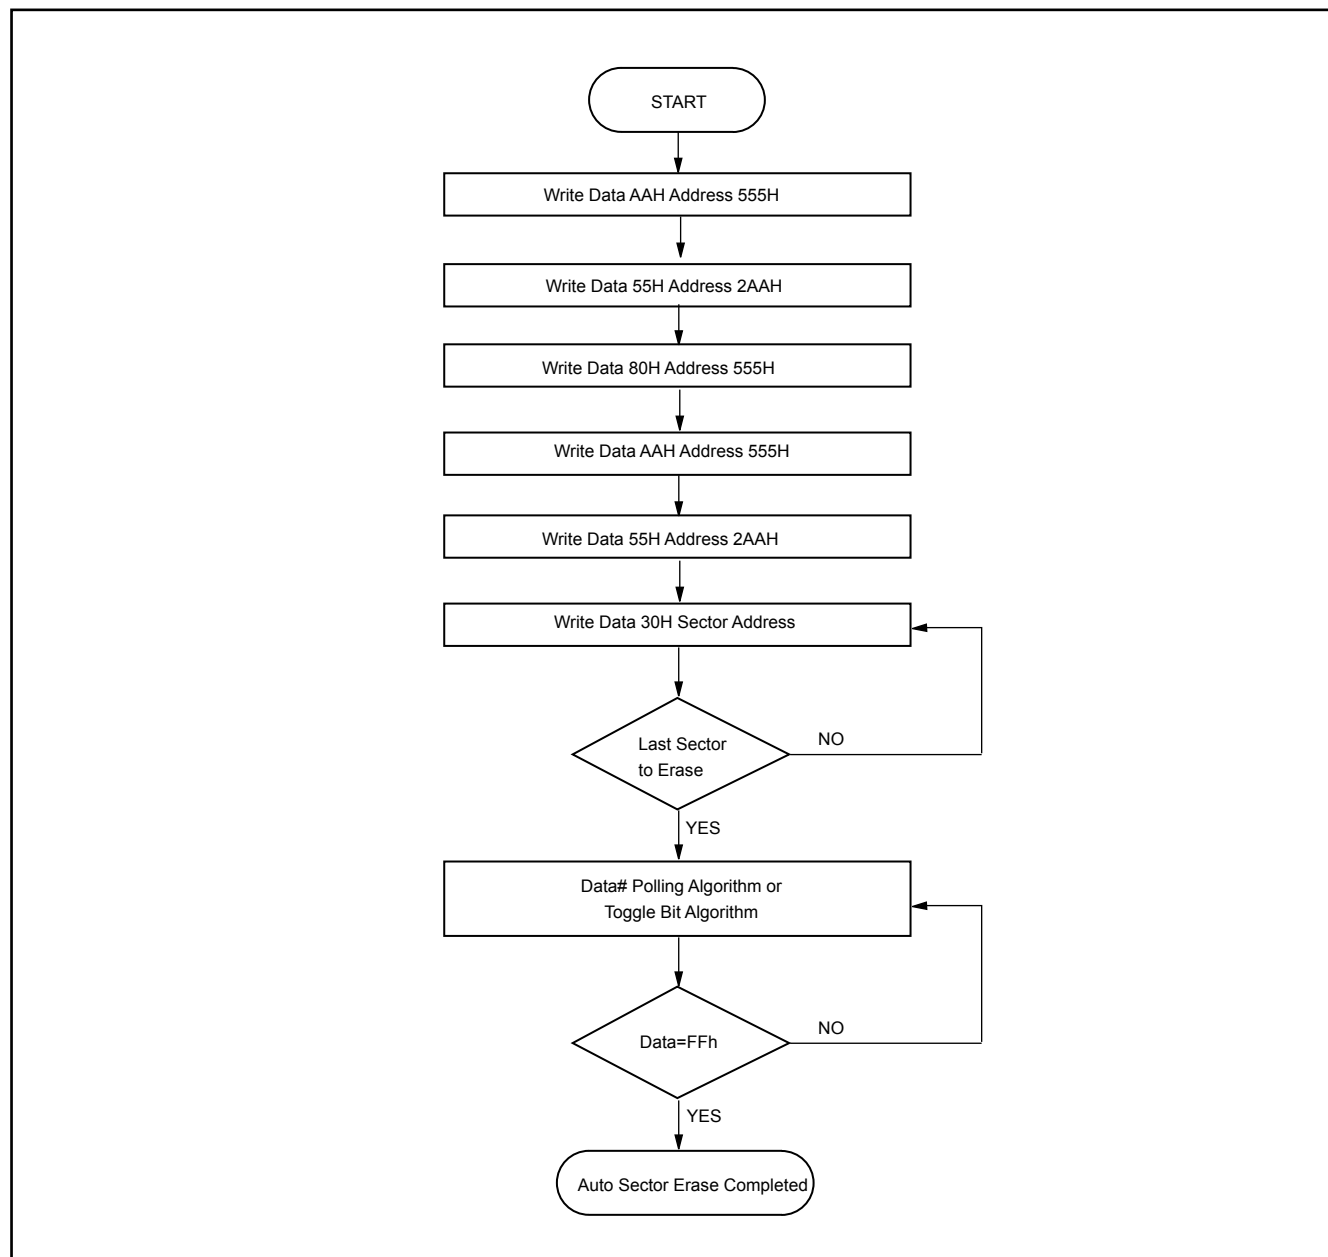 START
Write Data AAH Address 555H
Write Data 55H Address 2AAH
Write Data 80H Address 555H
Write Data AAH Address 555H
Write Data 55H Address 2AAH
Write Data 30H Sector Address
Last Sector
to Erase
NO
YES
Data# Polling Algorithm or
Toggle Bit Algorithm
Data=FFh
NO
YES
Auto Sector Erase Completed